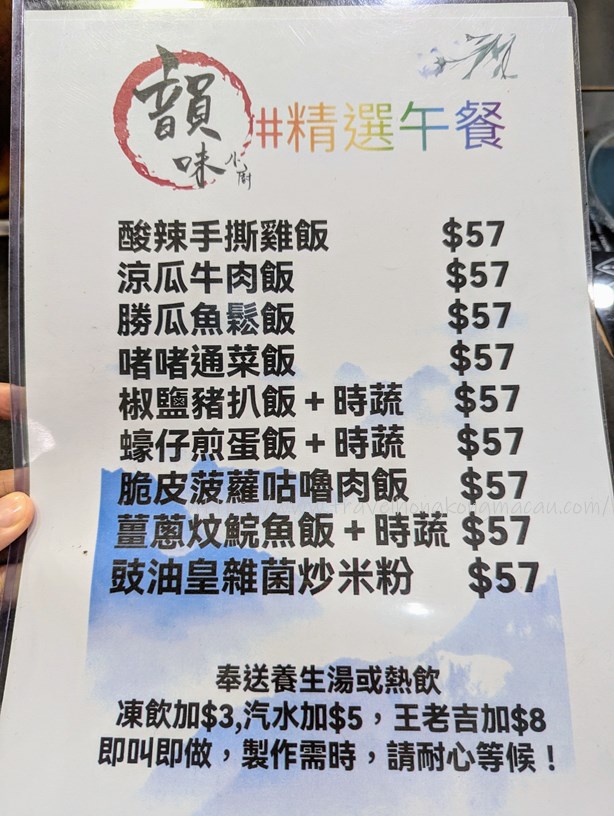 韻味小廚
#精選午餐
酸辣手撕雞飯 $57
涼瓜牛肉飯 $57
勝瓜魚鬆飯 $57
啫啫通菜飯 $57
椒鹽豬扒飯 + 時蔬 $57
蠔仔煎蛋飯 + 時蔬 $57
脆皮菠蘿咕嚕肉飯 $57
薑蔥炆鯇魚飯 + 時蔬 $57
豉油皇雜菌炒米粉 $57
奉送養生湯或熱飲
凍飲加$3,汽水加$5，王老吉加$8
即叫即做，製作需時，請耐心等候！